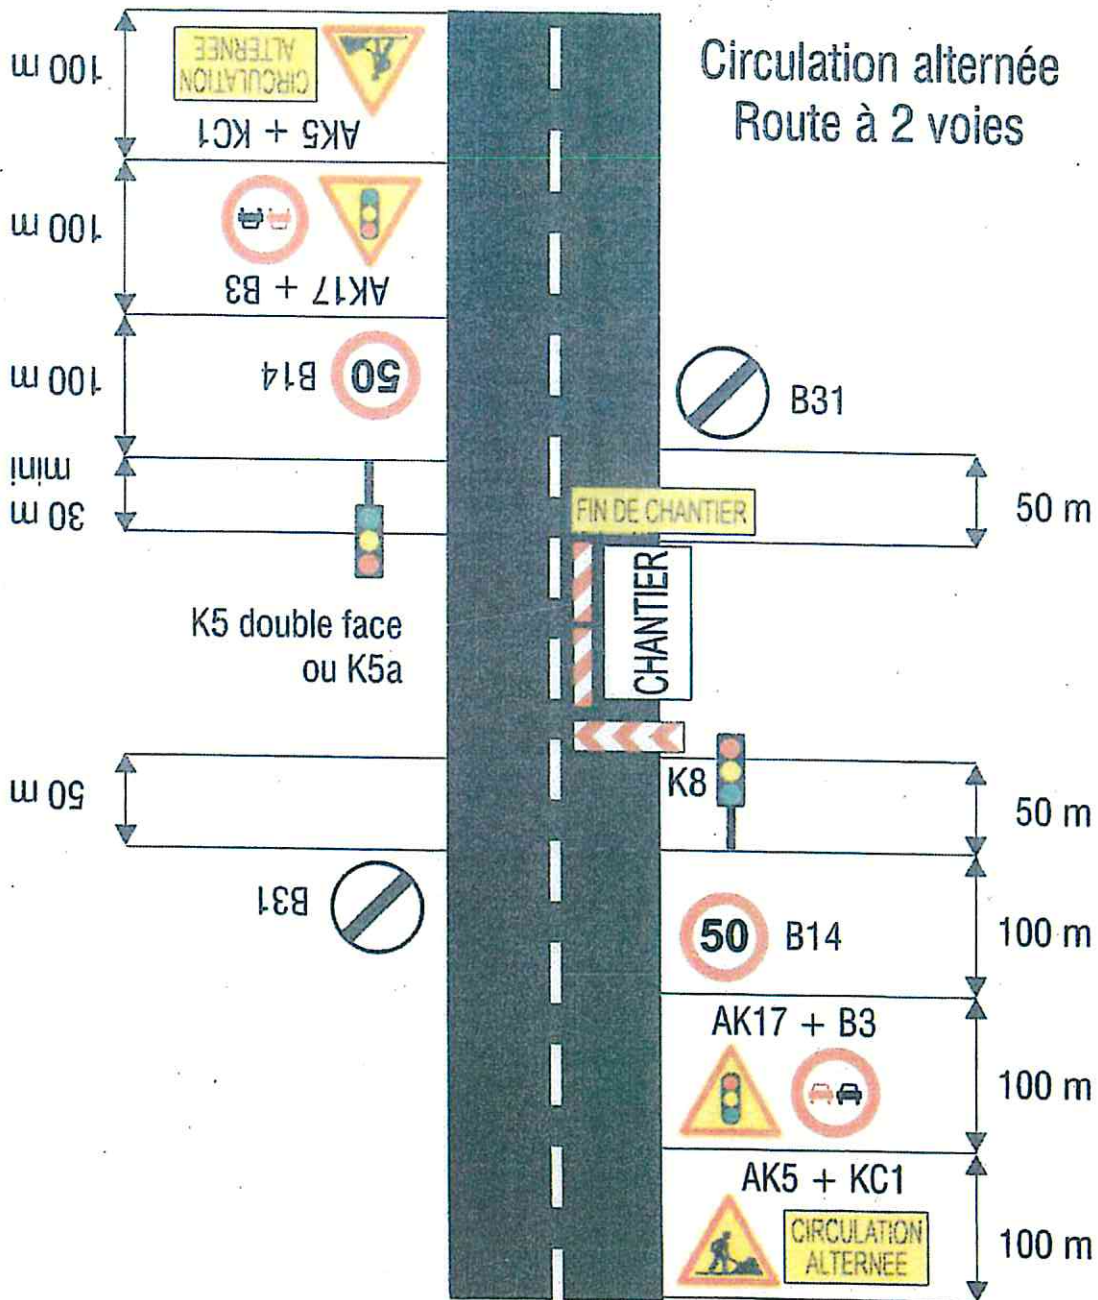 Circulation alternée
Route à 2 voies
100 m
CIRCULATION
ALTERNEE
AK5 + KC1
100 m
AK17 + B3
100 m
B14
50
B31
30 m
mini
FIN DE CHANTIER
50 m
CHANTIER
K5 double face
ou K5a
50 m
K8
50 m
B31
50
B14
100 m
AK17 + B3
100 m
AK5 + KC1
CIRCULATION
ALTERNEE
100 m